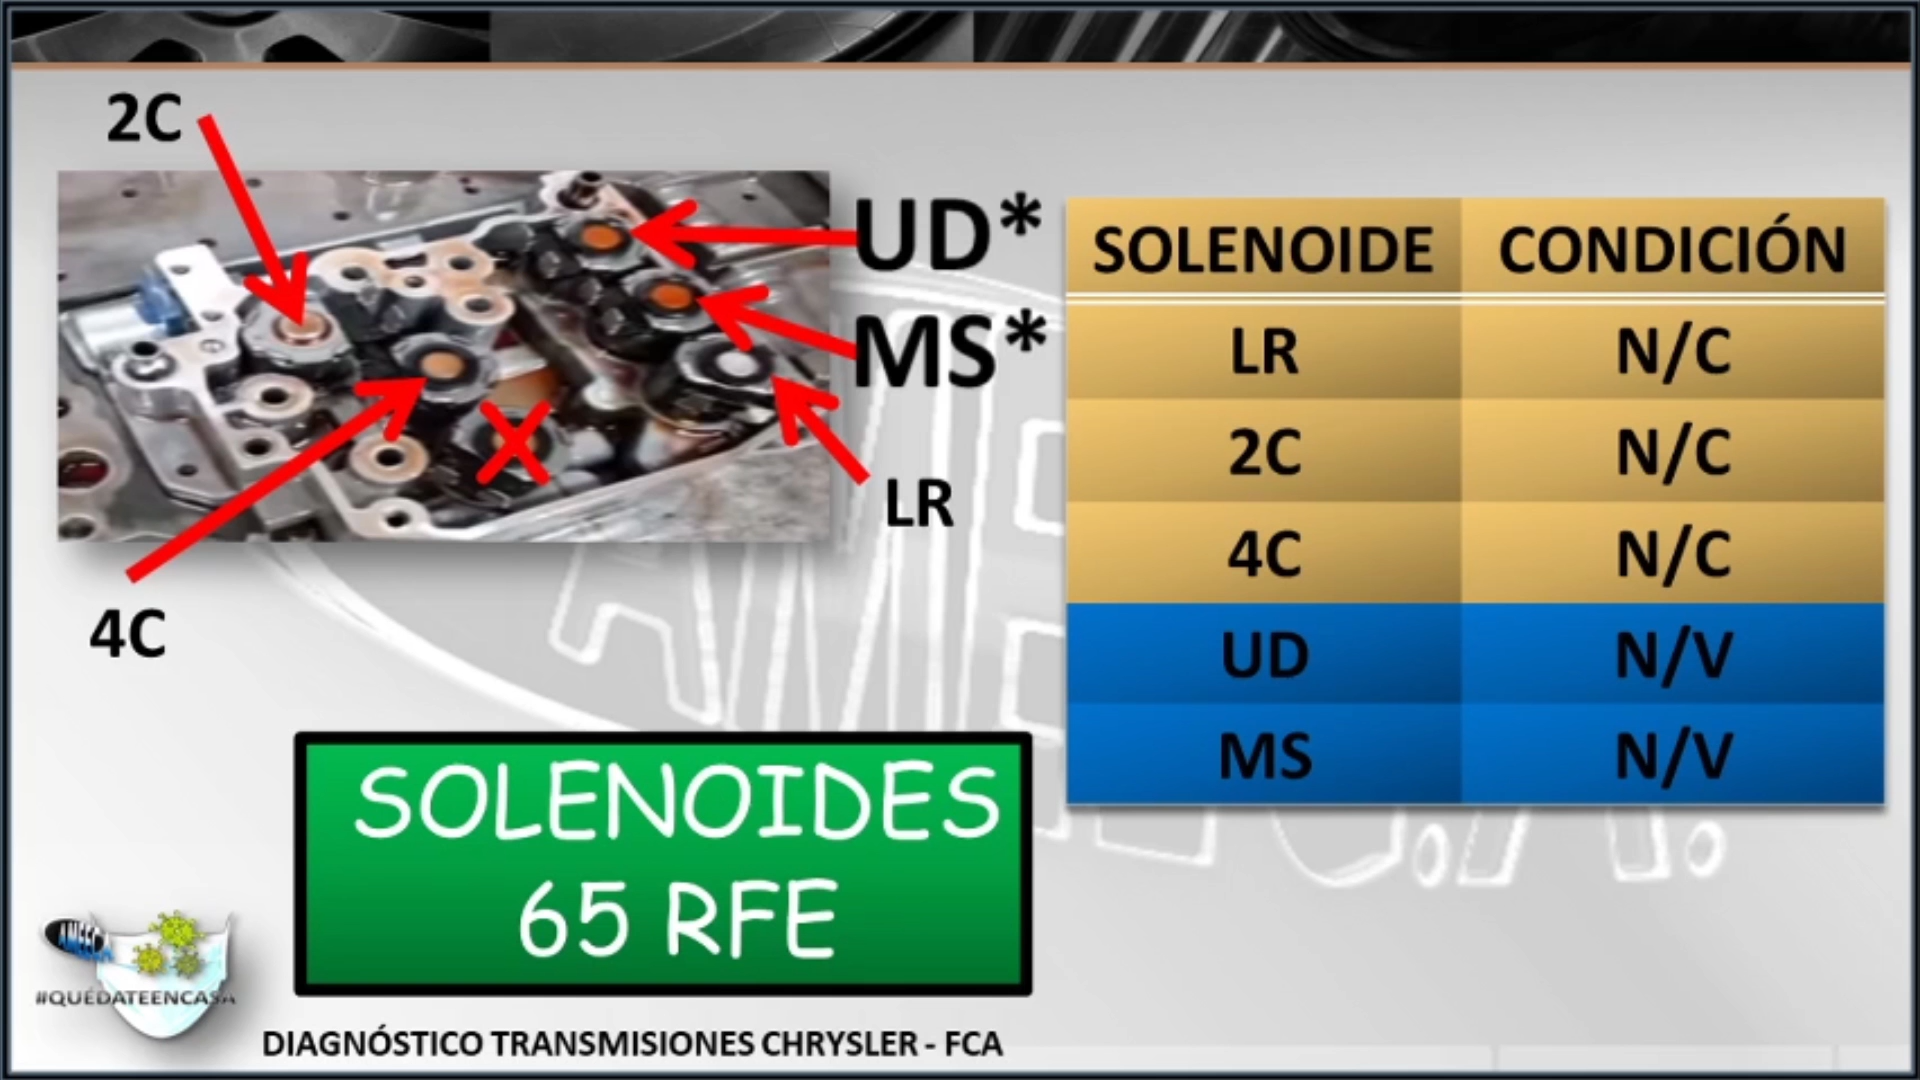 2C
UD*
MS*
LR
4C
SOLENOIDE CONDICIÓN
LR N/C
2C N/C
4C N/C
UD N/V
MS N/V
SOLENOIDES
65 RFE
#QUÉDATEENCASA
DIAGNÓSTICO TRANSMISIONES CHRYSLER - FCA